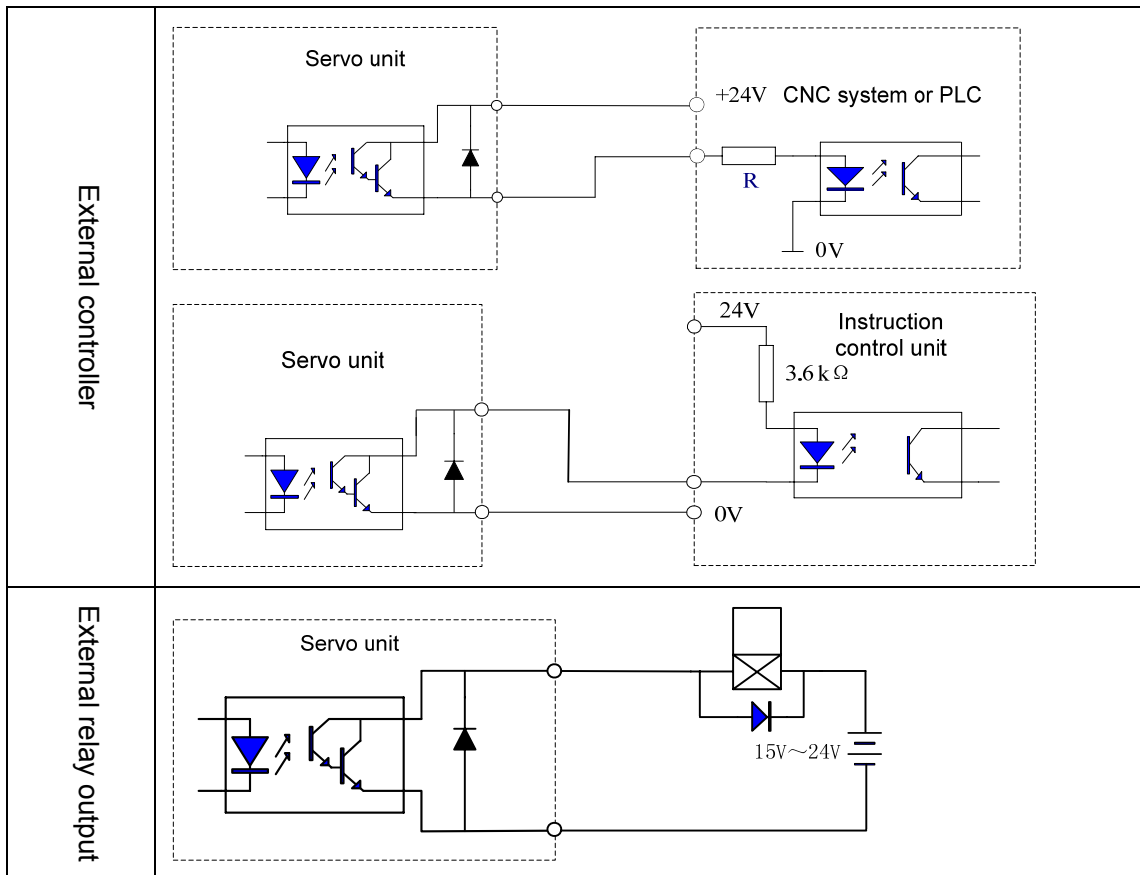 External controller
Servo unit
+24V
CNC system or PLC
R
0V
Servo unit
24V
Instruction
control unit
3.6 k Ω
0V
External relay output
Servo unit
15V～24V